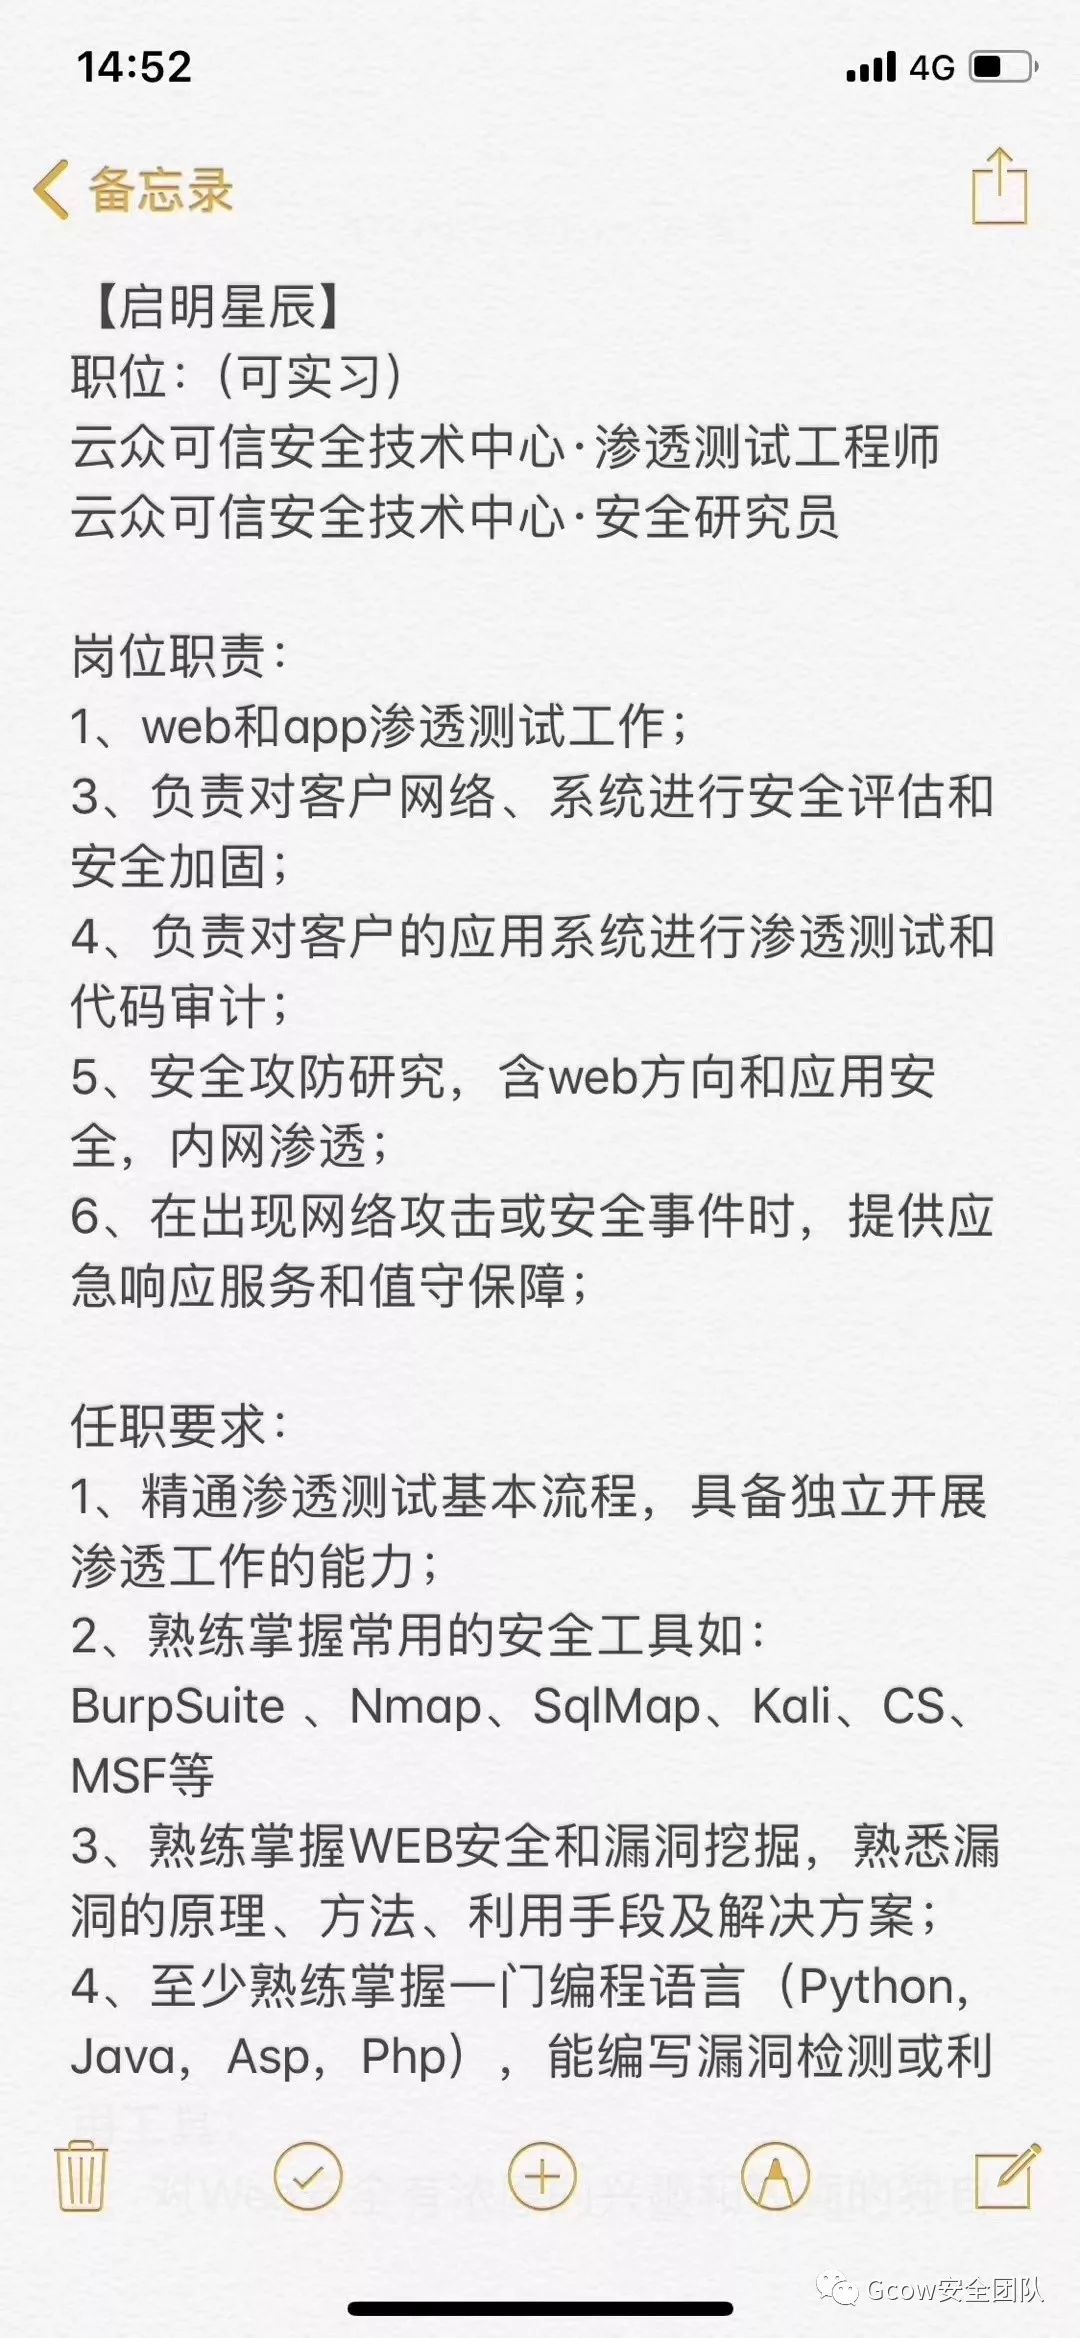 14:52
4G
备忘录
【启明星辰】
职位：（可实习）
云众可信安全技术中心·渗透测试工程师
云众可信安全技术中心·安全研究员
岗位职责：
1、web和app渗透测试工作；
3、负责对客户网络、系统进行安全评估和
安全加固；
4、负责对客户的应用系统进行渗透测试和
代码审计；
5、安全攻防研究，含web方向和应用安
全，内网渗透；
6、在出现网络攻击或安全事件时，提供应
急响应服务和值守保障；
任职要求：
1、精通渗透测试基本流程，具备独立开展
渗透工作的能力；
2、熟练掌握常用的安全工具如：
BurpSuite 、Nmap、SqlMap、Kali、CS、
MSF等
3、熟练掌握WEB安全和漏洞挖掘，熟悉漏
洞的原理、方法、利用手段及解决方案；
4、至少熟练掌握一门编程语言（Python，
Java，Asp，Php），能编写漏洞检测或利
Gcow安全团队